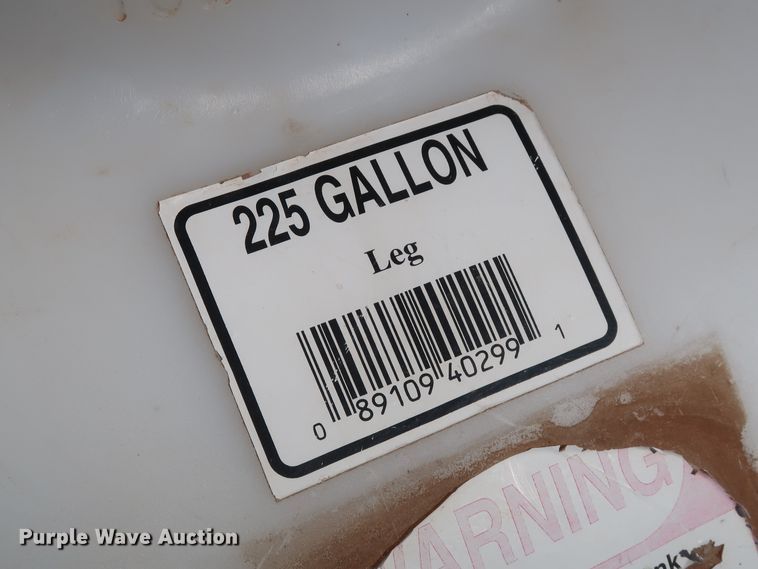 225 GALLON
Leg
0 89109 40299 1
WARNING
Purple Wave Auction